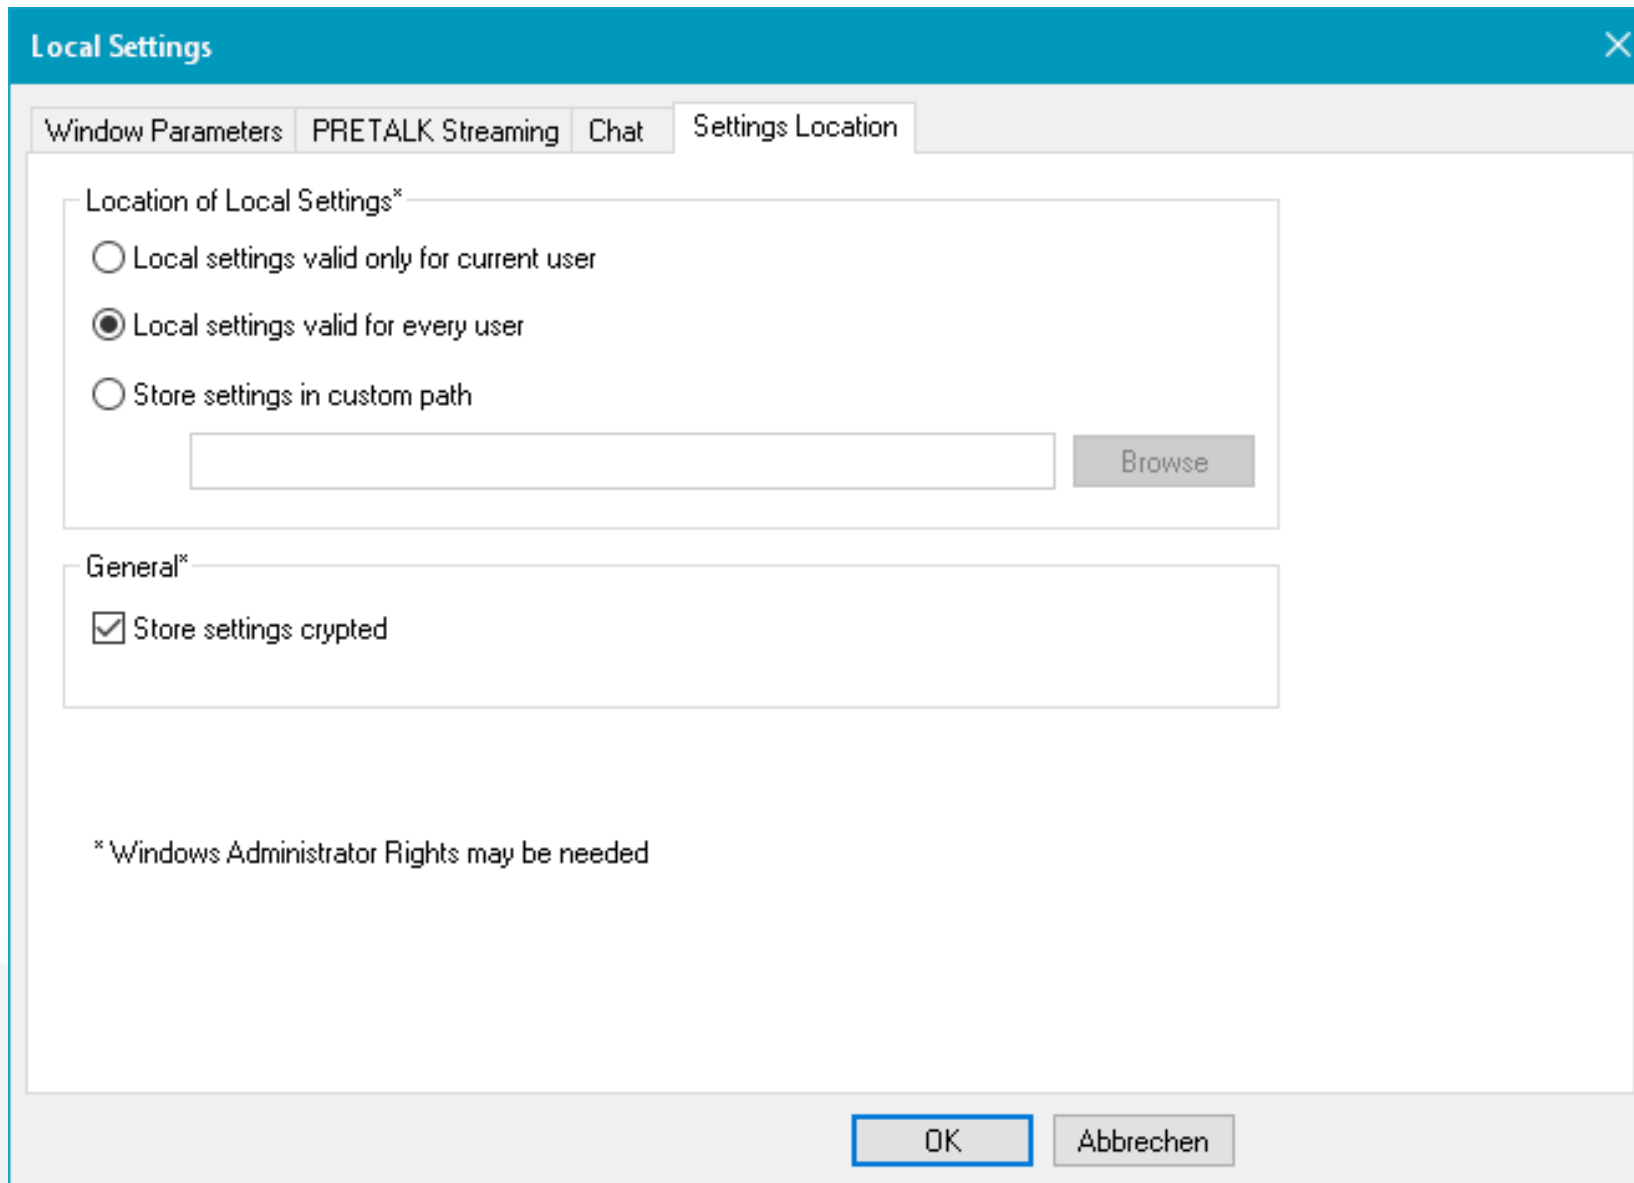 Local Settings
Window Parameters PRETALK Streaming Chat Settings Location
Location of Local Settings*
Local settings valid only for current user
Local settings valid for every user
Store settings in custom path
Browse
General*
Store settings crypted
* Windows Administrator Rights may be needed
OK Abbrechen